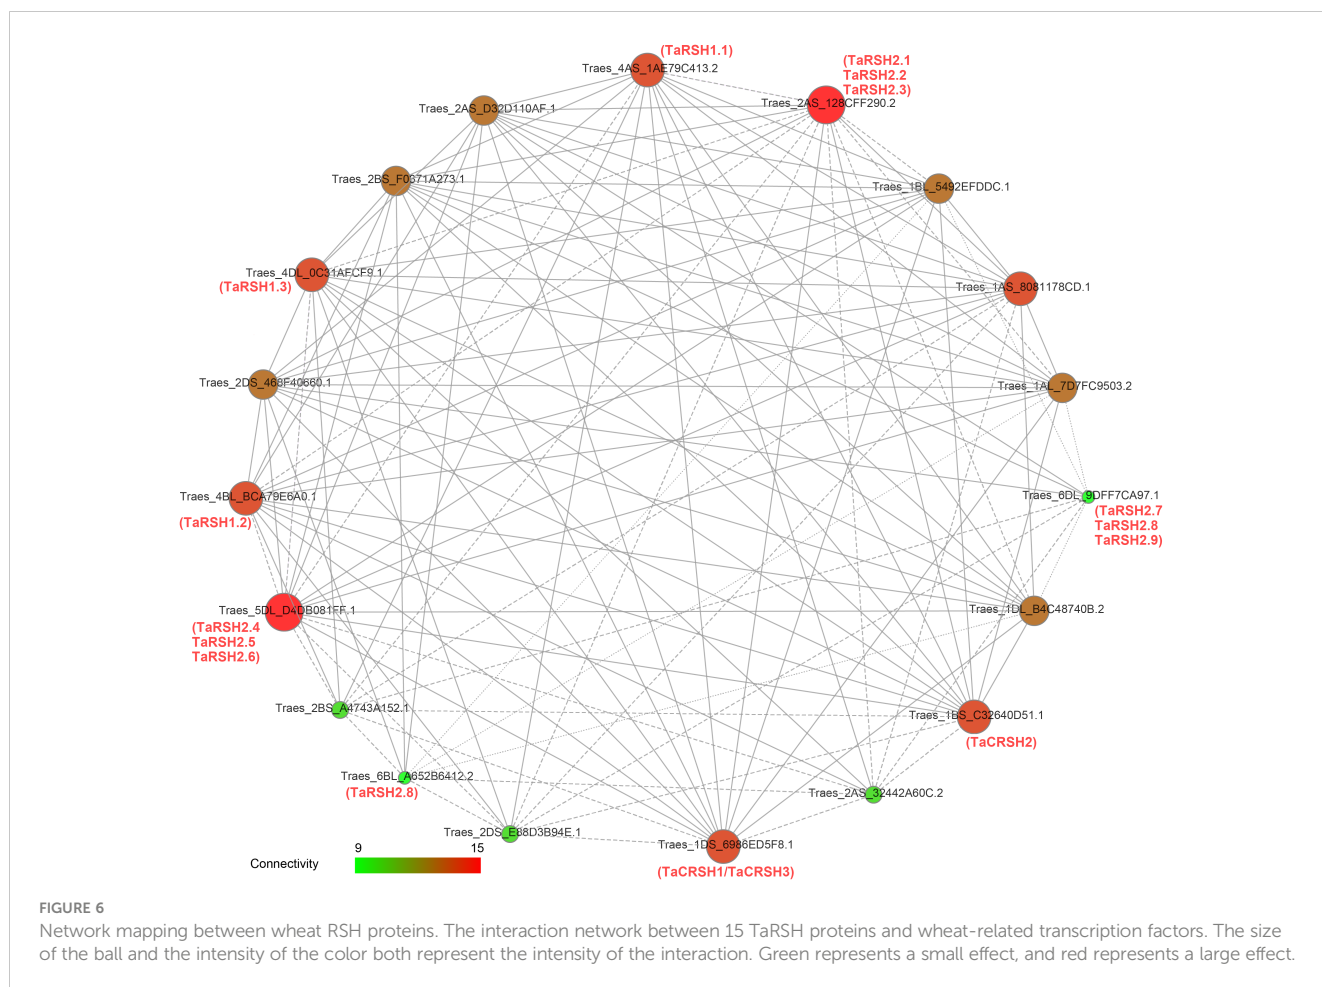 (TaRSH1.1)
Traes_4AS_1AE79C413.2
(TaRSH2.1
TaRSH2.2
TaRSH2.3)
Traes_2AS_128CFF290.2
Traes_2AS_D32D110AF.1
Traes_2BS_F0371A273.1
Traes_1BL_5492EFDDC.1
Traes_4DL_0C31AFCF9.1
(TaRSH1.3)
Traes_1AS_8081178CD.1
Traes_2DS_468F40660.1
Traes_1AL_7D7FC9503.2
Traes_4BL_BCA79E6A0.1
(TaRSH1.2)
Traes_6DL_9DFF7CA97.1
(TaRSH2.7
TaRSH2.8
TaRSH2.9)
Traes_5DL_D4DB081FF.1
(TaRSH2.4
TaRSH2.5
TaRSH2.6)
Traes_1DL_B4C48740B.2
Traes_2BS_A4743A152.1
Traes_1BS_C32640D51.1
(TaCRSH2)
Traes_6BL_A652B6412.2
(TaRSH2.8)
Traes_2AS_32442A60C.2
Traes_2DS_E88D3B94E.1
Traes_1DS_6986ED5F8.1
(TaCRSH1/TaCRSH3)
9 15
Connectivity
FIGURE 6
Network mapping between wheat RSH proteins. The interaction network between 15 TaRSH proteins and wheat-related transcription factors. The size
of the ball and the intensity of the color both represent the intensity of the interaction. Green represents a small effect, and red represents a large effect.